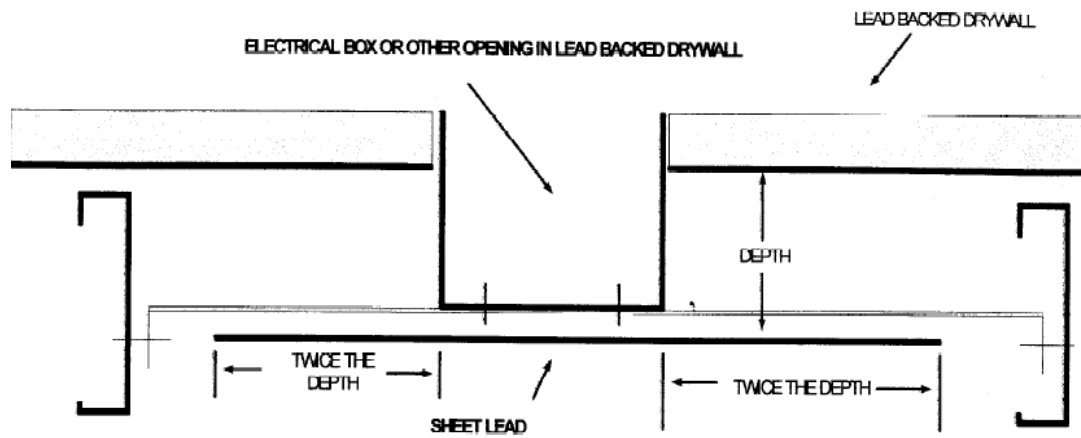 LEAD BACKED DRYWALL
ELECTRICAL BOX OR OTHER OPENING IN LEAD BACKED DRYWALL
DEPTH
TWICE THE
DEPTH
TWICE THE DEPTH
SHEET LEAD